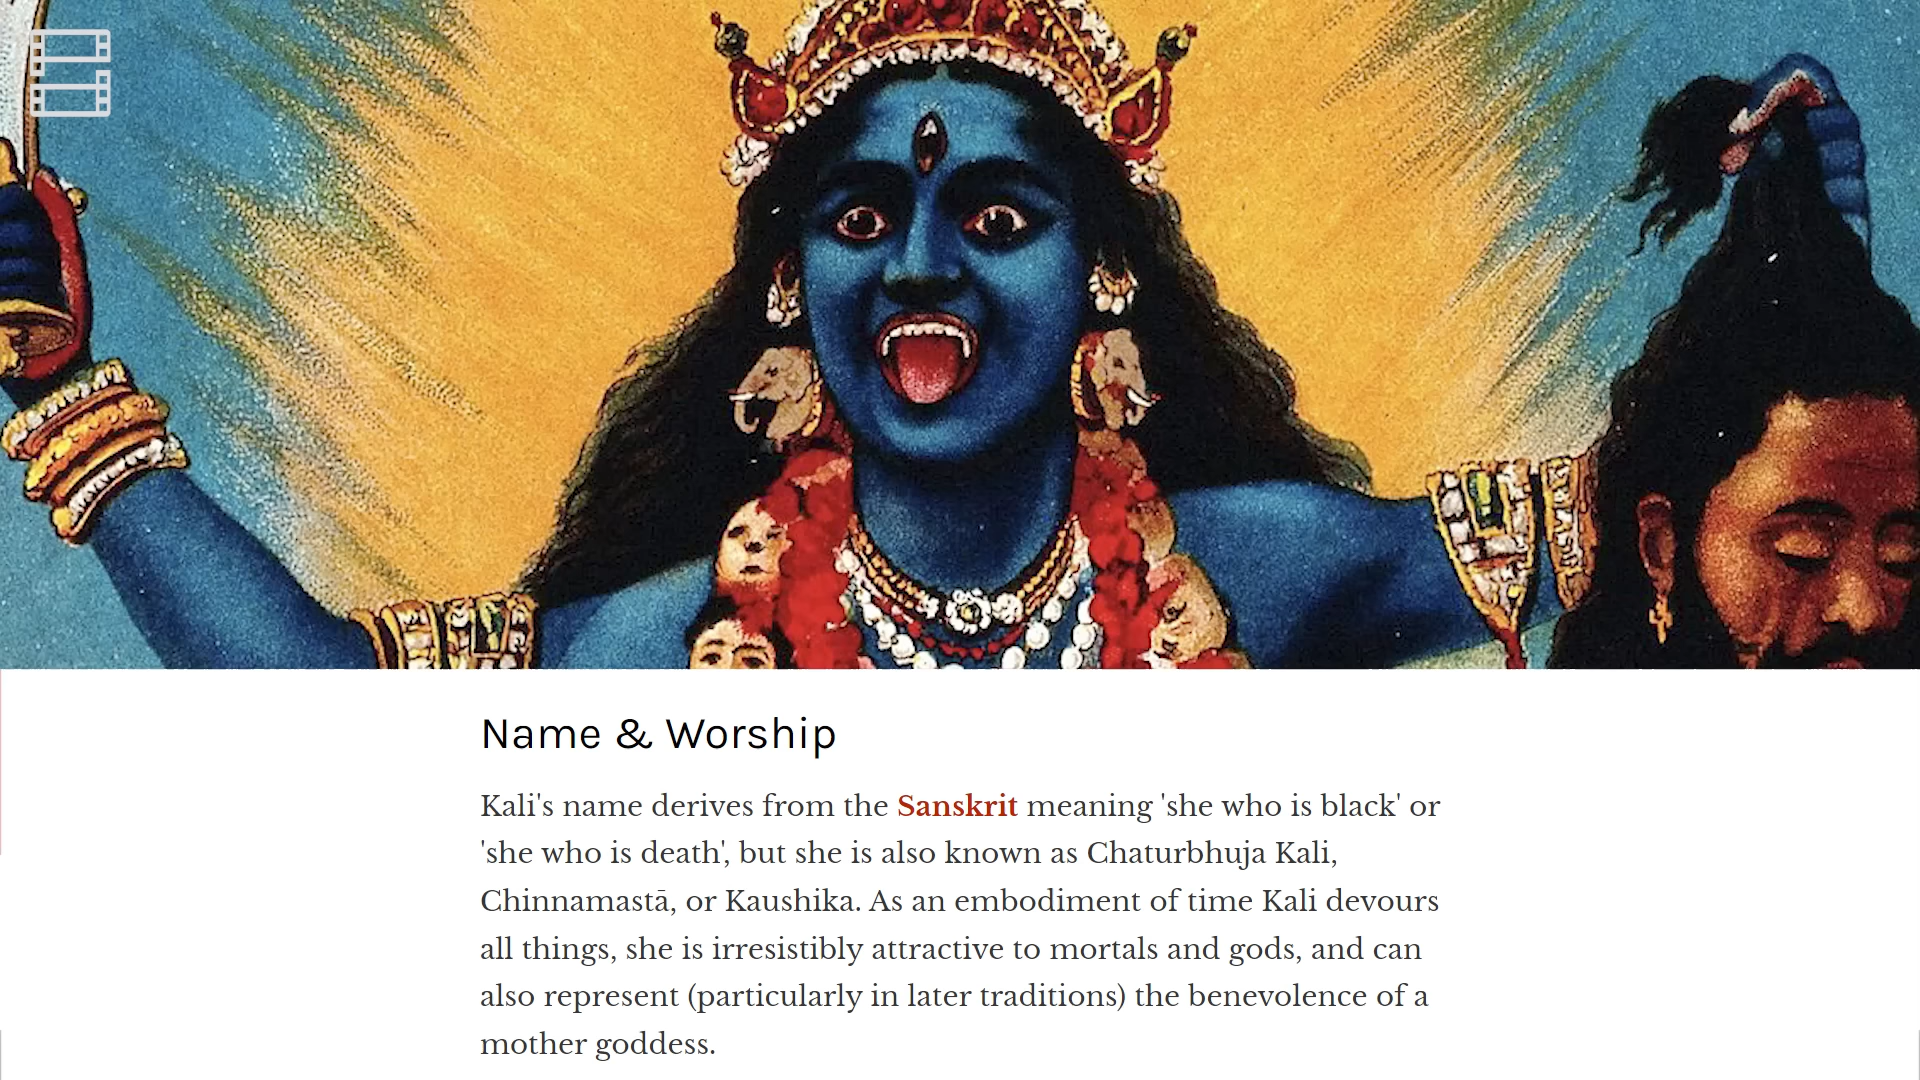 Name & Worship
Kali's name derives from the Sanskrit meaning 'she who is black' or
'she who is death', but she is also known as Chaturbhuja Kali,
Chinnamastā, or Kaushika. As an embodiment of time Kali devours
all things, she is irresistibly attractive to mortals and gods, and can
also represent (particularly in later traditions) the benevolence of a
mother goddess.